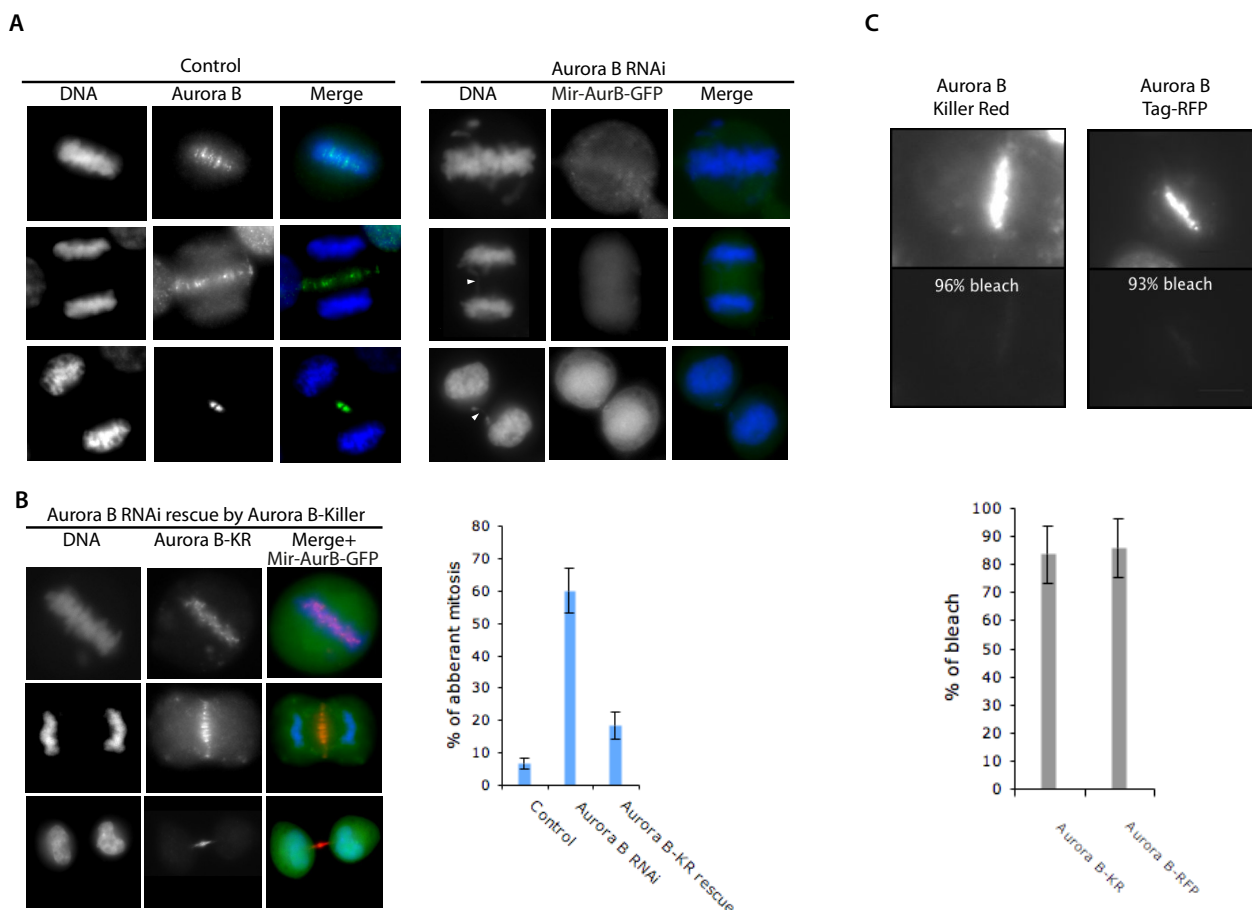 A
Control
DNA Aurora B Merge
Aurora B RNAi
DNA Mir-AurB-GFP Merge
C
Aurora B
Killer Red
Aurora B
Tag-RFP
96% bleach
93% bleach
B
Aurora B RNAi rescue by Aurora B-Killer
DNA Aurora B-KR Merge+
Mir-AurB-GFP
% of abberant mitosis
80
70
60
50
40
30
20
10
0
Control
Aurora B RNAi
Aurora B-KR rescue
% of bleach
100
90
80
70
60
50
40
30
20
10
0
Aurora B-KR
Aurora B-RFP